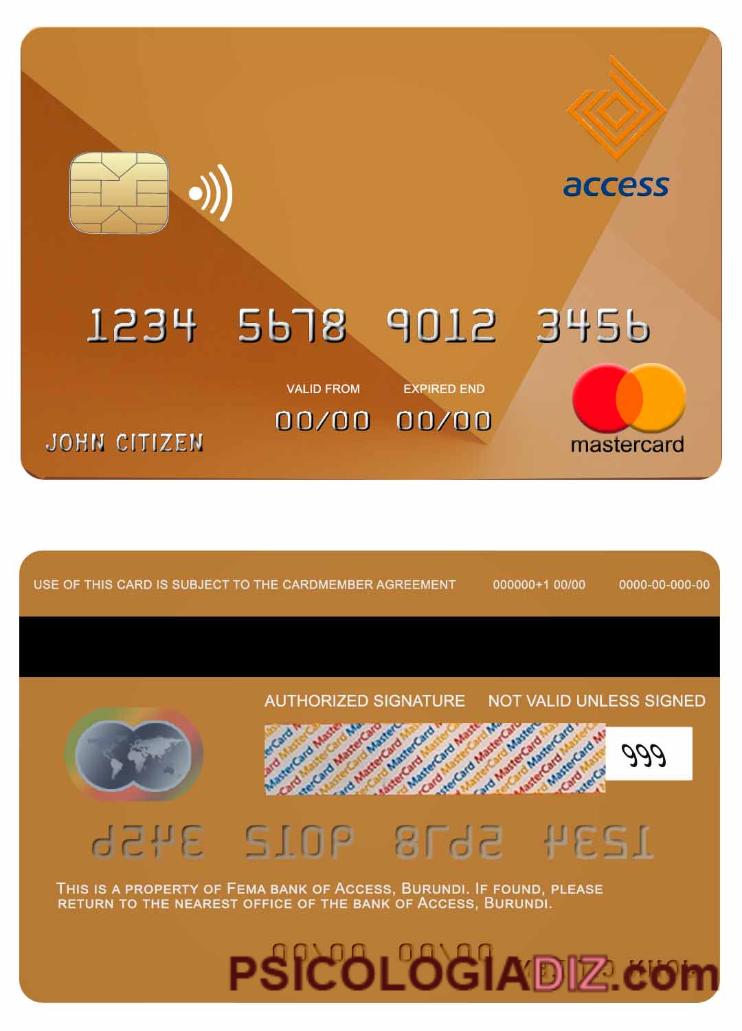 access
1234 5678 9012 3456
VALID FROM EXPIRED END
00/00 00/00
JOHN CITIZEN
mastercard
USE OF THIS CARD IS SUBJECT TO THE CARDMEMBER AGREEMENT 000000+1 00/00 0000-00-000-00
AUTHORIZED SIGNATURE NOT VALID UNLESS SIGNED
MasterCard MasterCard MasterCard
999
THIS IS A PROPERTY OF FEMA BANK OF ACCESS, BURUNDI. IF FOUND, PLEASE
RETURN TO THE NEAREST OFFICE OF THE BANK OF ACCESS, BURUNDI.
PSICOLOGIADIZ.com